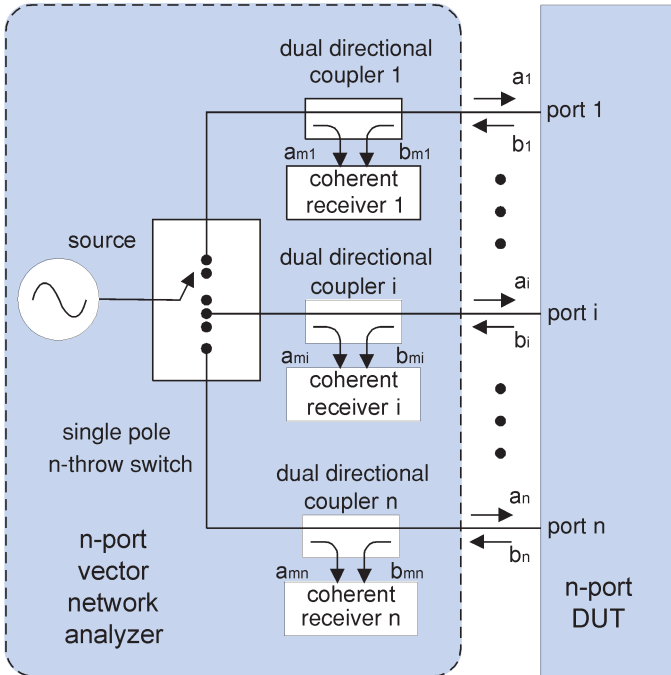 dual directional
coupler 1
a1
port 1
b1
am1
bm1
coherent
receiver 1
source
dual directional
coupler i
ai
port i
bi
ami
bmi
coherent
receiver i
single pole
n-throw switch
dual directional
coupler n
an
port n
bn
amn
bmn
coherent
receiver n
n-port
vector
network
analyzer
n-port
DUT